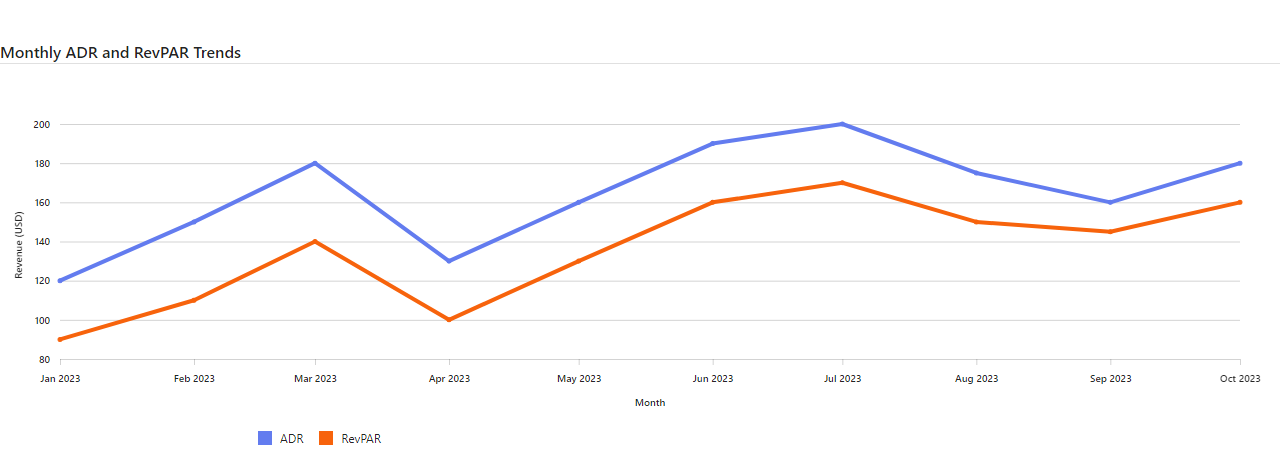 Monthly ADR and RevPAR Trends
200
180
160
140
120
100
80
Revenue (USD)
Jan 2023 Feb 2023 Mar 2023 Apr 2023 May 2023 Jun 2023 Jul 2023 Aug 2023 Sep 2023 Oct 2023
Month
ADR RevPAR